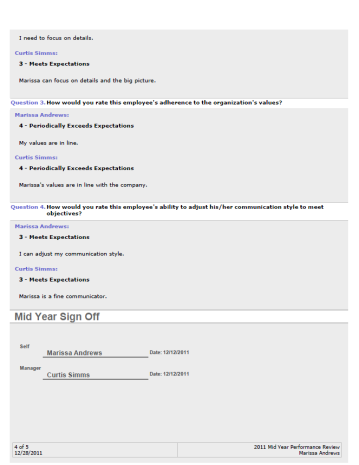 I need to focus on details.
Curtis Simms:
3 - Meets Expectations
Marissa can focus on details and the big picture.
Question 3. How would you rate this employee's adherence to the organization's values?
Marissa Andrews:
4 - Periodically Exceeds Expectations
My values are in line.
Curtis Simms:
4 - Periodically Exceeds Expectations
Marissa's values are in line with the company.
Question 4. How would you rate this employee's ability to adjust his/her communication style to meet
objectives?
Marissa Andrews:
3 - Meets Expectations
I can adjust my communication style.
Curtis Simms:
3 - Meets Expectations
Marissa is a fine communicator.
Mid Year Sign Off
Self
Marissa Andrews Date: 12/12/2011
Manager
Curtis Simms Date: 12/12/2011
4 of 5 2011 Mid Year Performance Review
12/28/2011 Marissa Andrews